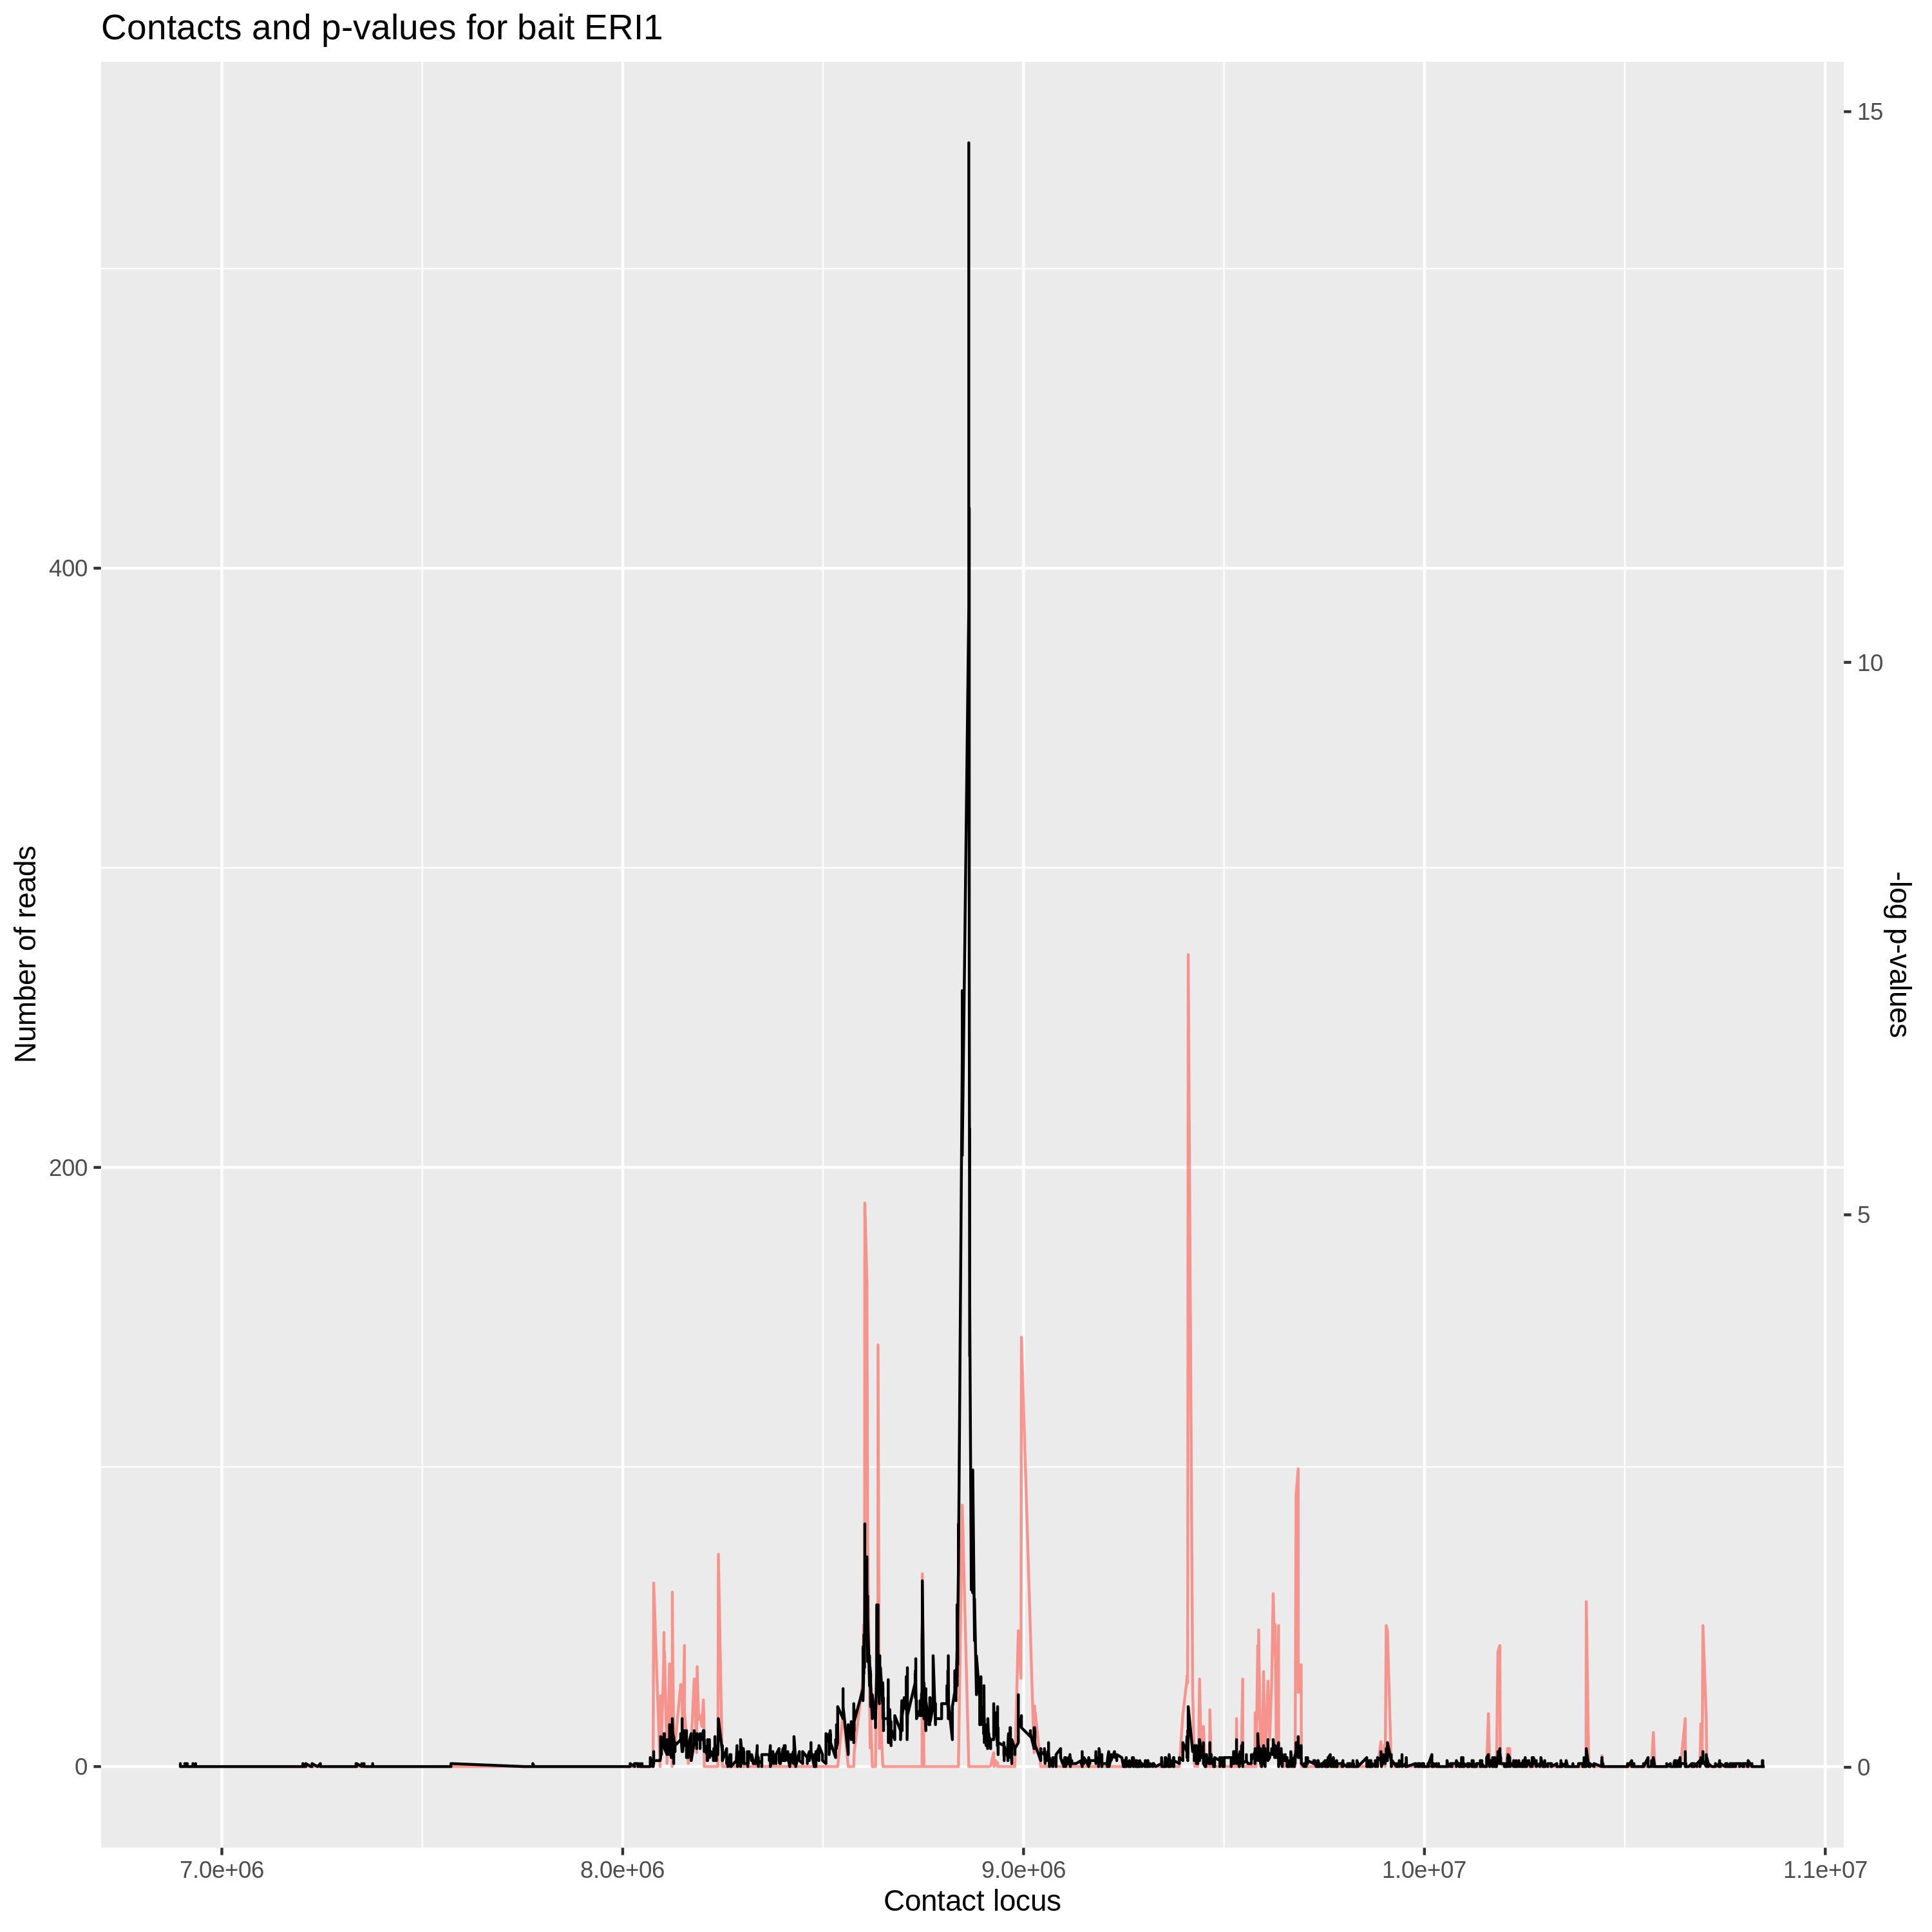 Contacts and p-values for bait ERI1
15
400
10
Number of reads
-log p-values
200
5
0
0
7.0e+06
8.0e+06
9.0e+06
1.0e+07
1.1e+07
Contact locus